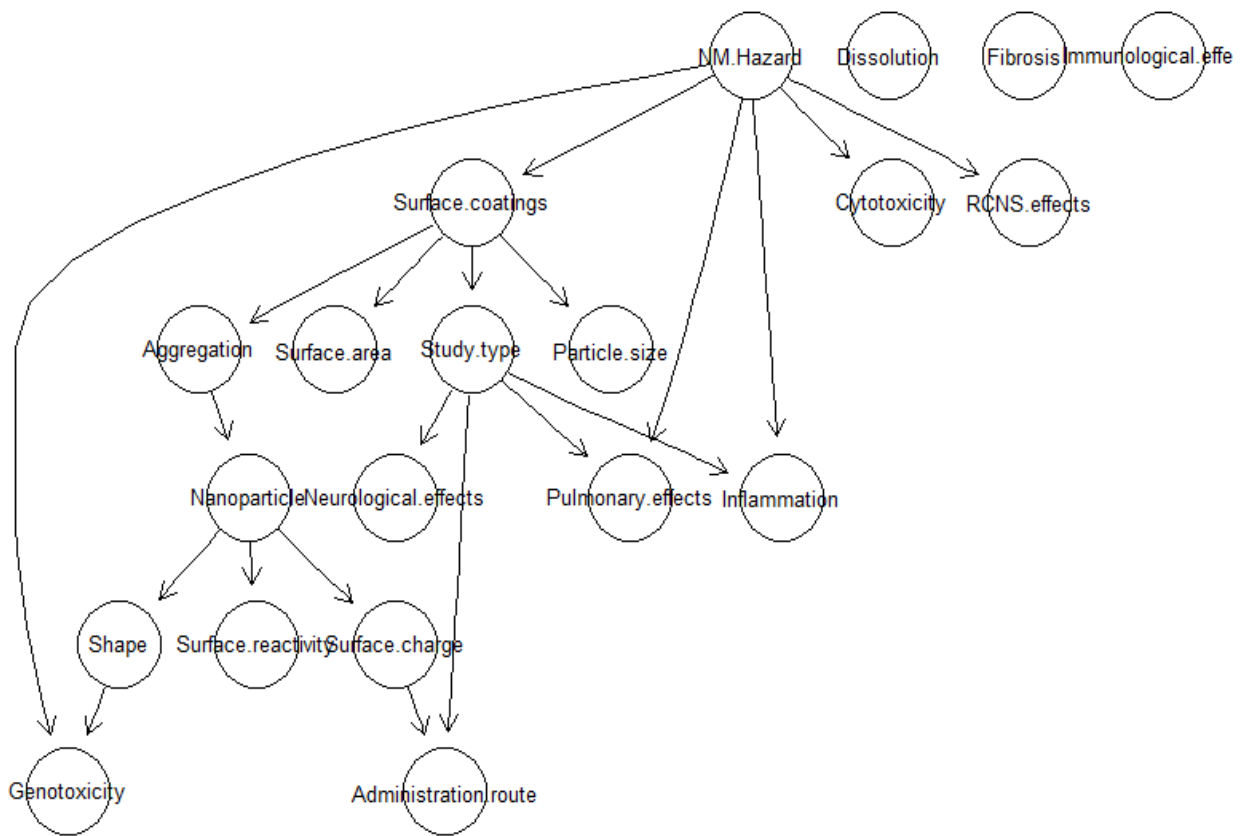 NM.Hazard
Dissolution
Fibrosis
Immunological.effe
Surface.coatings
Cytotoxicity
RCNS.effects
Aggregation
Surface.area
Study.type
Particle.size
Nanoparticle
Neurological.effects
Pulmonary.effects
Inflammation
Shape
Surface.reactivity
Surface.charge
Genotoxicity
Administration.route